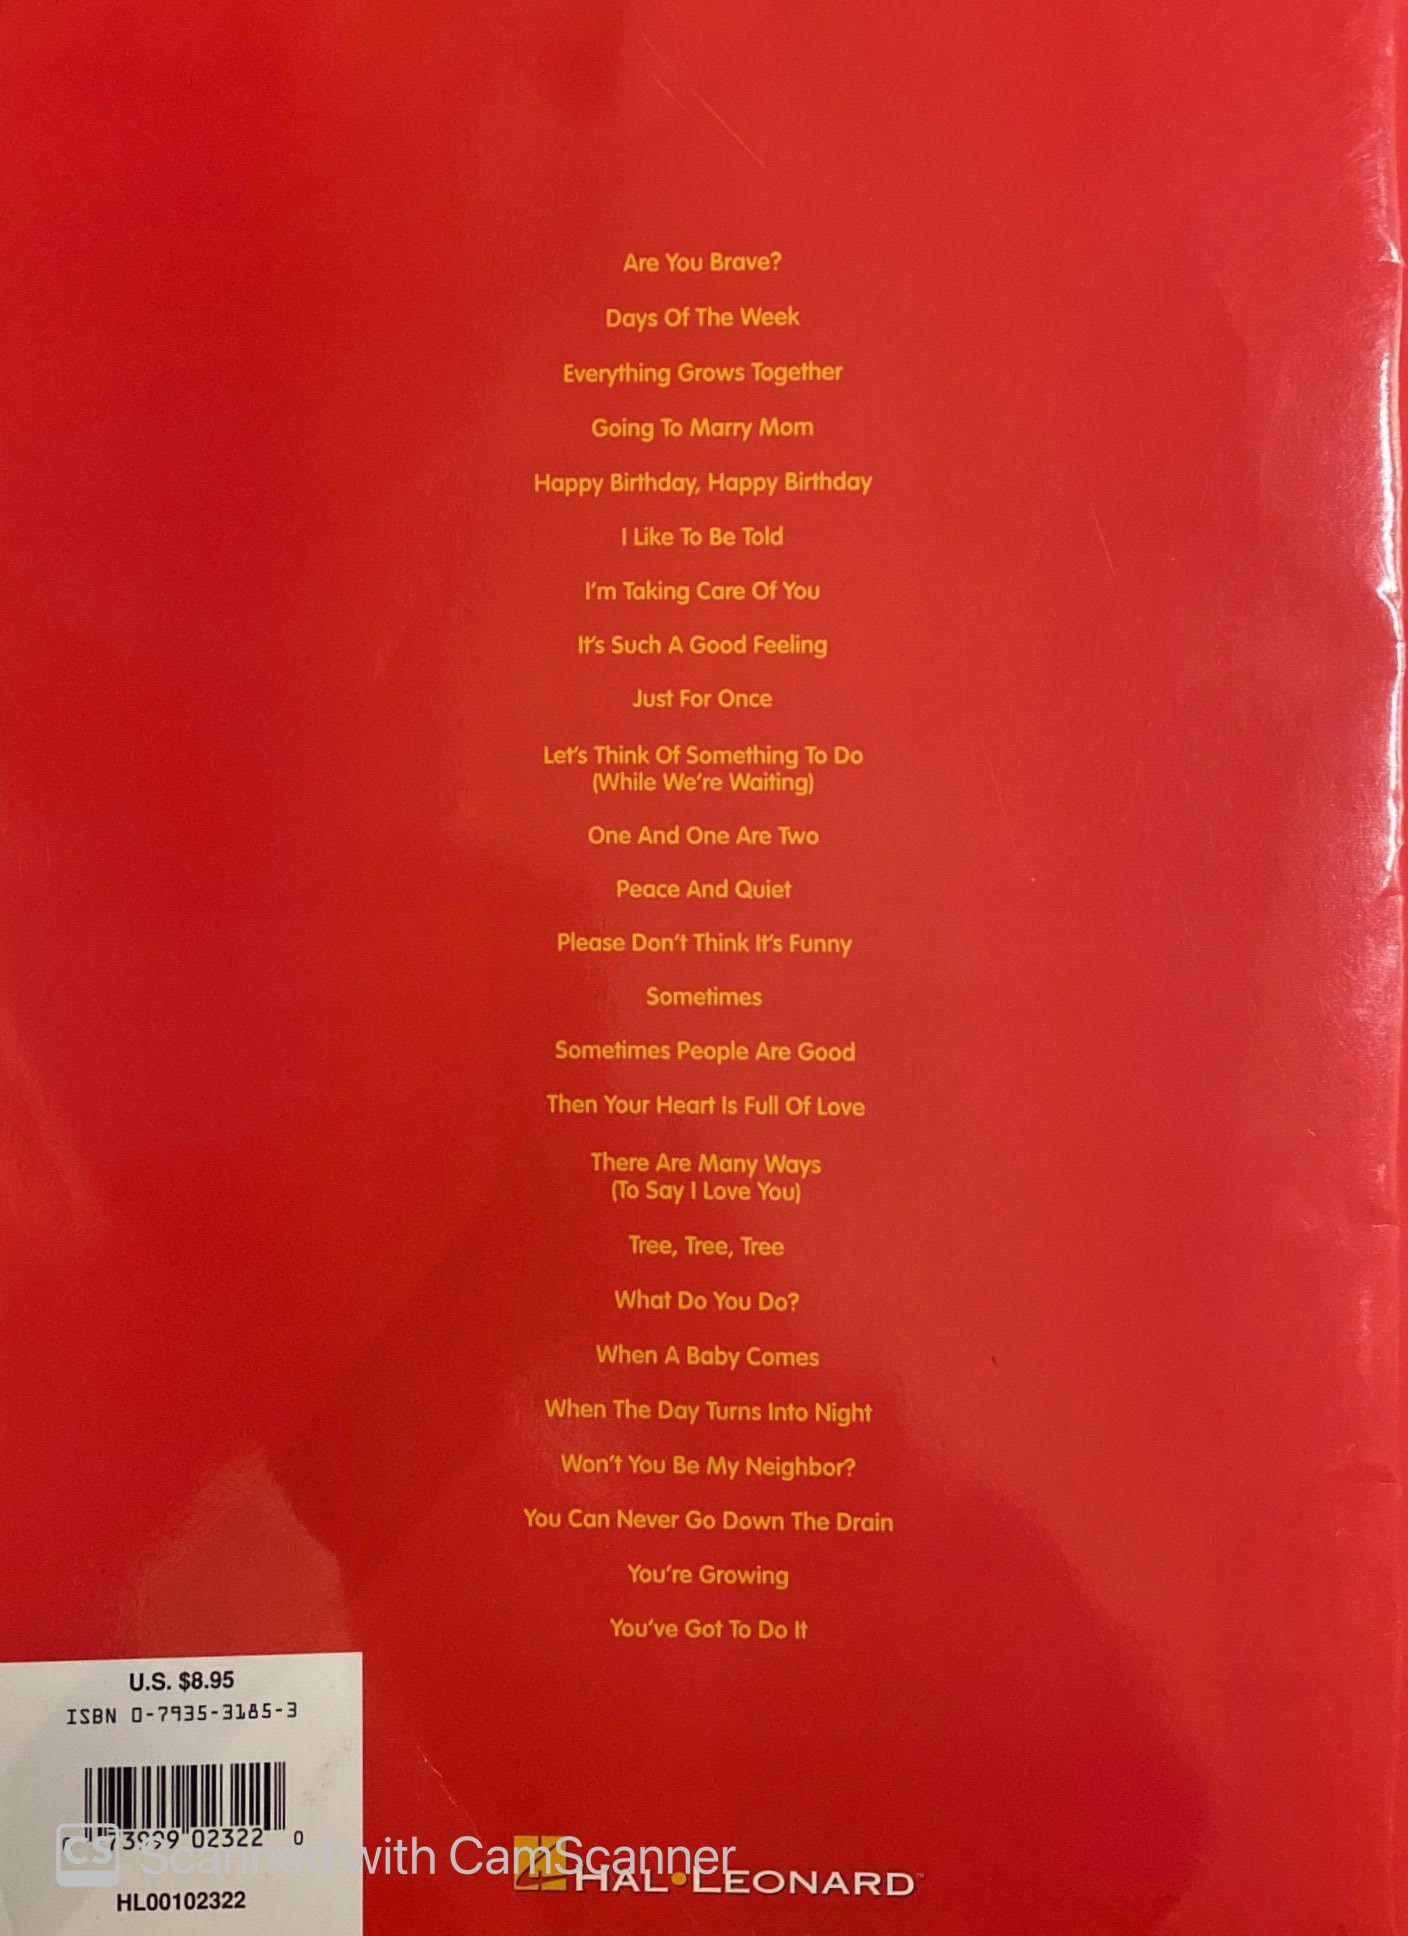 Are You Brave?
Days Of The Week
Everything Grows Together
Going To Marry Mom
Happy Birthday, Happy Birthday
I Like To Be Told
I'm Taking Care Of You
It's Such A Good Feeling
Just For Once
Let's Think Of Something To Do
(While We're Waiting)
One And One Are Two
Peace And Quiet
Please Don't Think It's Funny
Sometimes
Sometimes People Are Good
Then Your Heart Is Full Of Love
There Are Many Ways
(To Say I Love You)
Tree, Tree, Tree
What Do You Do?
When A Baby Comes
When The Day Turns Into Night
Won't You Be My Neighbor?
You Can Never Go Down The Drain
You're Growing
You've Got To Do It
U.S. $8.95
ISBN 0-7935-3185-3
73999 02322 0
CS Scanned with CamScanner
HAL•LEONARD™
HL00102322